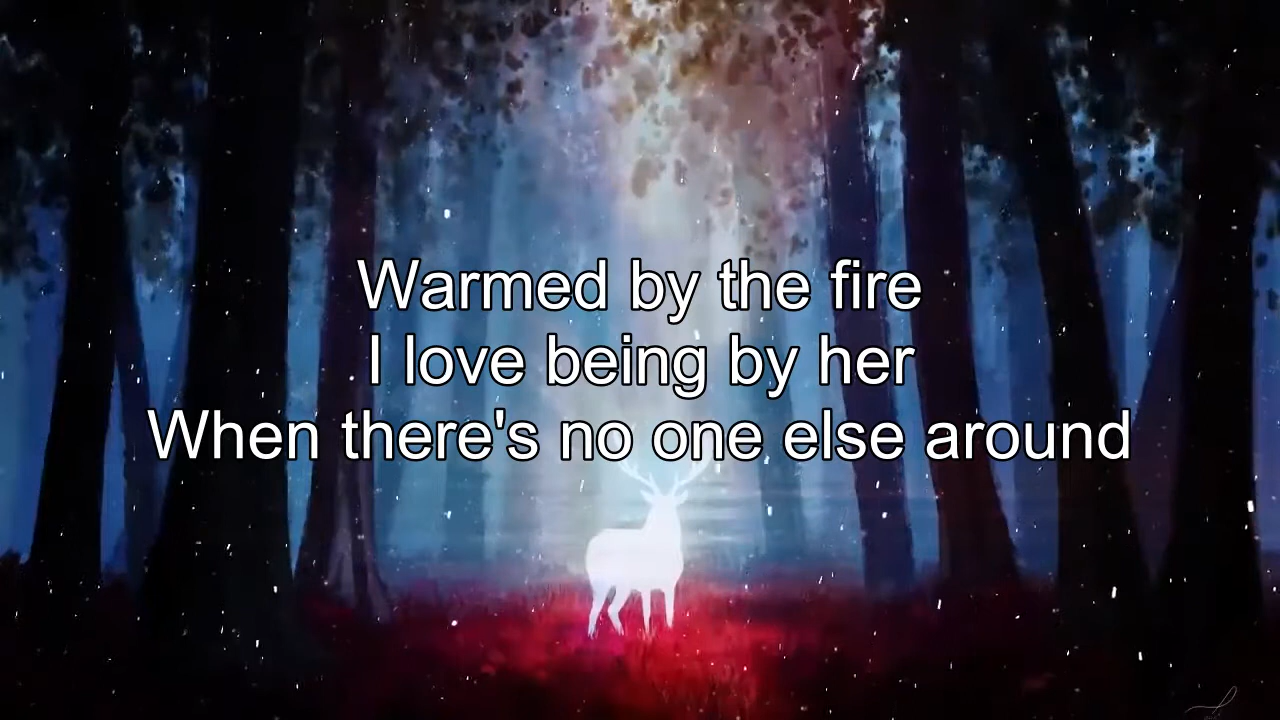 Warmed by the fire
I love being by her
When there's no one else around